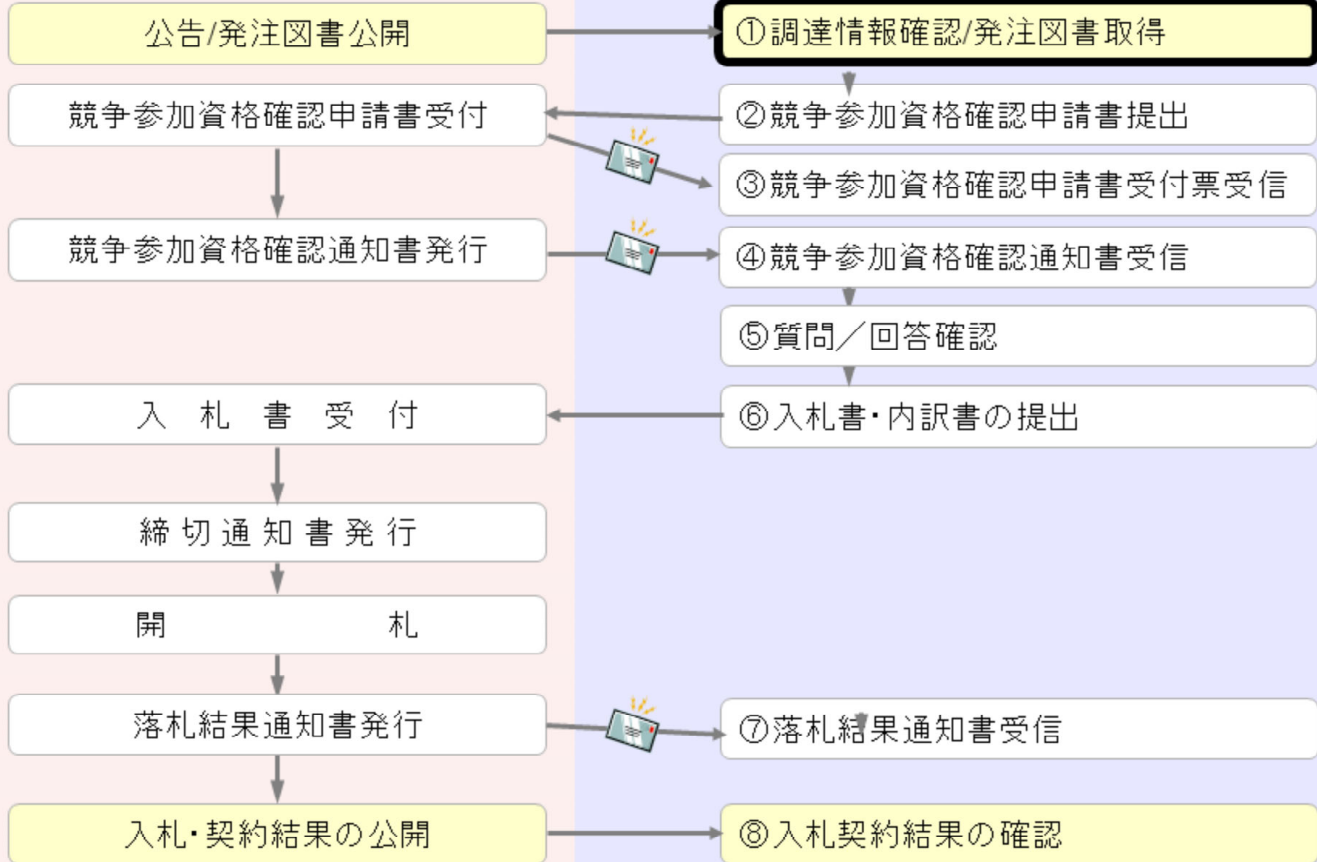 公告/発注図書公開
①調達情報確認/発注図書取得
競争参加資格確認申請書受付
②競争参加資格確認申請書提出
③競争参加資格確認申請書受付票受信
競争参加資格確認通知書発行
④競争参加資格確認通知書受信
⑤質問／回答確認
入 札 書 受 付
⑥入札書・内訳書の提出
締切通知書発行
開 札
落札結果通知書発行
⑦落札結果通知書受信
入札・契約結果の公開
⑧入札契約結果の確認